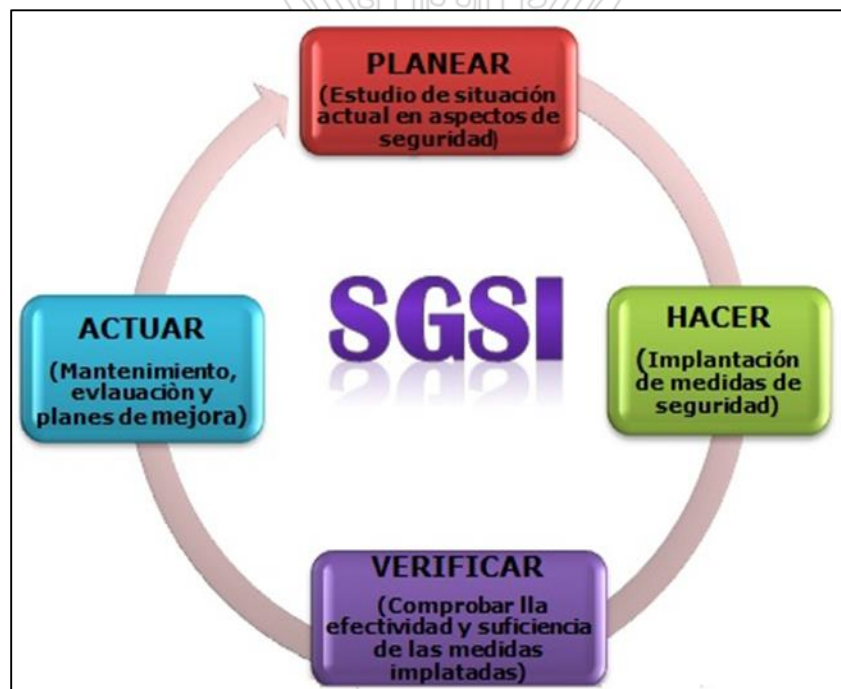 PLANEAR
(Estudio de situación
actual en aspectos de
seguridad)
SGSI
HACER
(Implantación
de medidas de
seguridad)
VERIFICAR
(Comprobar lla
efectividad y suficiencia
de las medidas
implatadas)
ACTUAR
(Mantenimiento,
evlauaciòn y
planes de mejora)